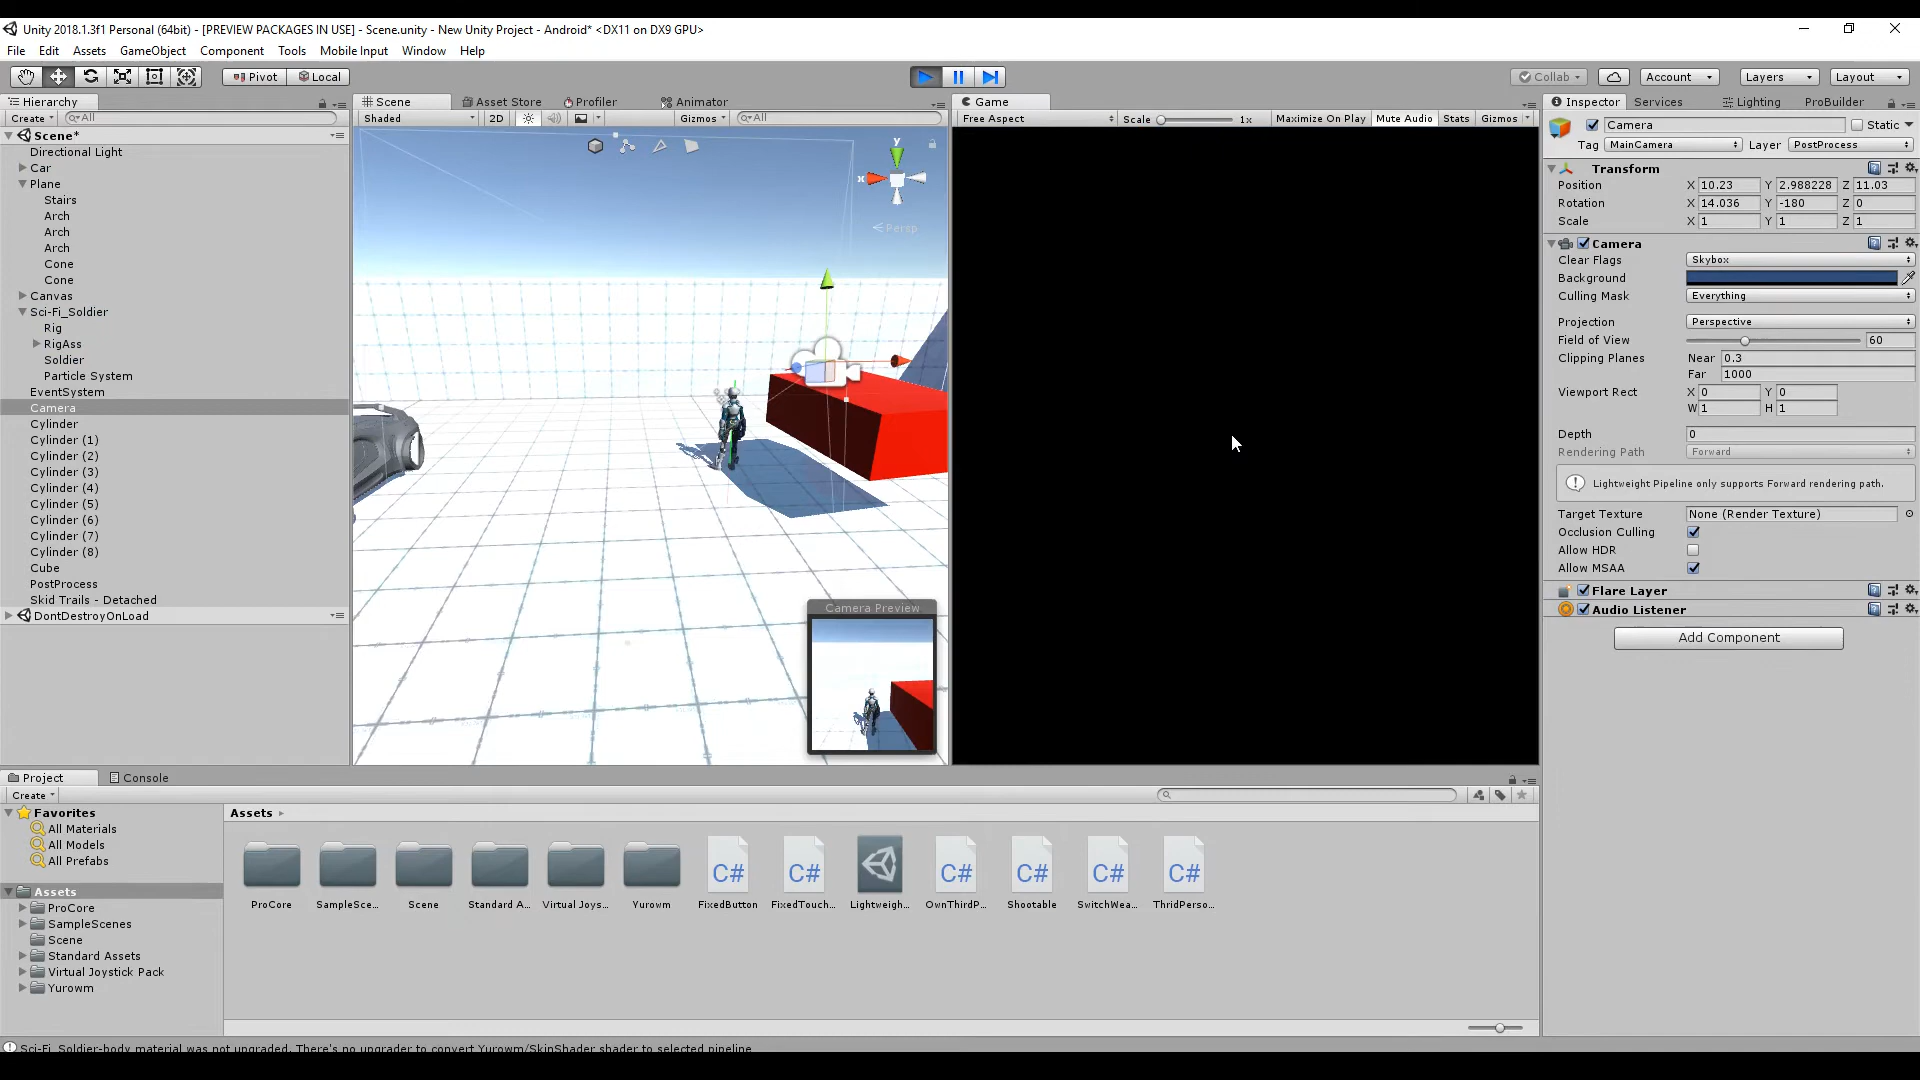 Unity 2018.1.3f1 Personal (64bit) - [PREVIEW PACKAGES IN USE] - Scene.unity - New Unity Project - Android* <DX11 on DX9 GPU>
File Edit Assets GameObject Component Tools Mobile Input Window Help
Pivot Local Collab Account Layers Layout
Hierarchy
Create All
Scene*
Directional Light
Car
Plane
Stairs
Arch
Arch
Arch
Cone
Cone
Canvas
Sci-Fi_Soldier
Rig
RigAss
Soldier
Particle System
EventSystem
Camera
Cylinder
Cylinder (1)
Cylinder (2)
Cylinder (3)
Cylinder (4)
Cylinder (5)
Cylinder (6)
Cylinder (7)
Cylinder (8)
Cube
PostProcess
Skid Trails - Detached
DontDestroyOnLoad
Scene Asset Store Profiler Animator
Shaded 2D Gizmos All
y
x
Persp
Camera Preview
Game
Free Aspect Scale 1x Maximize On Play Mute Audio Stats Gizmos
Inspector Services Lighting ProBuilder
Camera Static
Tag MainCamera Layer PostProcess
Transform
Position X 10.23 Y 2.988228 Z 11.03
Rotation X 14.036 Y -180 Z 0
Scale X 1 Y 1 Z 1
Camera
Clear Flags Skybox
Background
Culling Mask Everything
Projection Perspective
Field of View 60
Clipping Planes Near 0.3
Far 1000
Viewport Rect X 0 Y 0
W 1 H 1
Depth 0
Rendering Path Forward
Lightweight Pipeline only supports Forward rendering path.
Target Texture None (Render Texture)
Occlusion Culling
Allow HDR
Allow MSAA
Flare Layer
Audio Listener
Add Component
Project Console
Create
Favorites
All Materials
All Models
All Prefabs
Assets
ProCore
SampleScenes
Scene
Standard Assets
Virtual Joystick Pack
Yurowm
Assets
C# C# C# C# C# C#
ProCore SampleSce... Scene Standard A... Virtual Joys... Yurowm FixedButton FixedTouch... Lightweigh... OwnThirdP... Shootable SwitchWea... ThridPerso...
Sci-Fi_Soldier-body material was not upgraded. There's no upgrader to convert Yurowm/SkinShader shader to selected pipeline